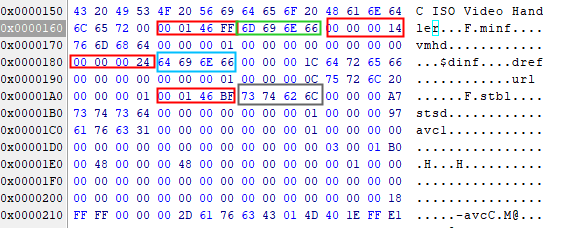 0x00000150 43 20 49 53 4F 20 56 69 64 65 6F 20 48 61 6E 64 C ISO Video Hand
0x00000160 6C 65 72 00 00 01 46 FF 6D 69 6E 66 00 00 00 14 ler...F.minf....
0x00000170 76 6D 68 64 00 00 00 01 00 00 00 00 00 00 00 00 vmhd............
0x00000180 00 00 00 24 64 69 6E 66 00 00 00 1C 64 72 65 66 ...$dinf....dref
0x00000190 00 00 00 00 00 00 00 01 00 00 00 0C 75 72 6C 20 ............url
0x000001A0 00 00 00 01 00 01 46 BF 73 74 62 6C 00 00 00 A7 ......F.stbl....
0x000001B0 73 74 73 64 00 00 00 00 00 00 00 01 00 00 00 97 stsd............
0x000001C0 61 76 63 31 00 00 00 00 00 00 00 01 00 00 00 00 avc1............
0x000001D0 00 00 00 00 00 00 00 00 00 00 00 00 03 00 01 B0 ................
0x000001E0 00 48 00 00 00 48 00 00 00 00 00 00 00 01 00 00 .H...H..........
0x000001F0 00 00 00 00 00 00 00 00 00 00 00 00 00 00 00 00 ................
0x00000200 00 00 00 00 00 00 00 00 00 00 00 00 00 00 00 18 ................
0x00000210 FF FF 00 00 00 2D 61 76 63 43 01 4D 40 1E FF E1 .....-avcC.M@...